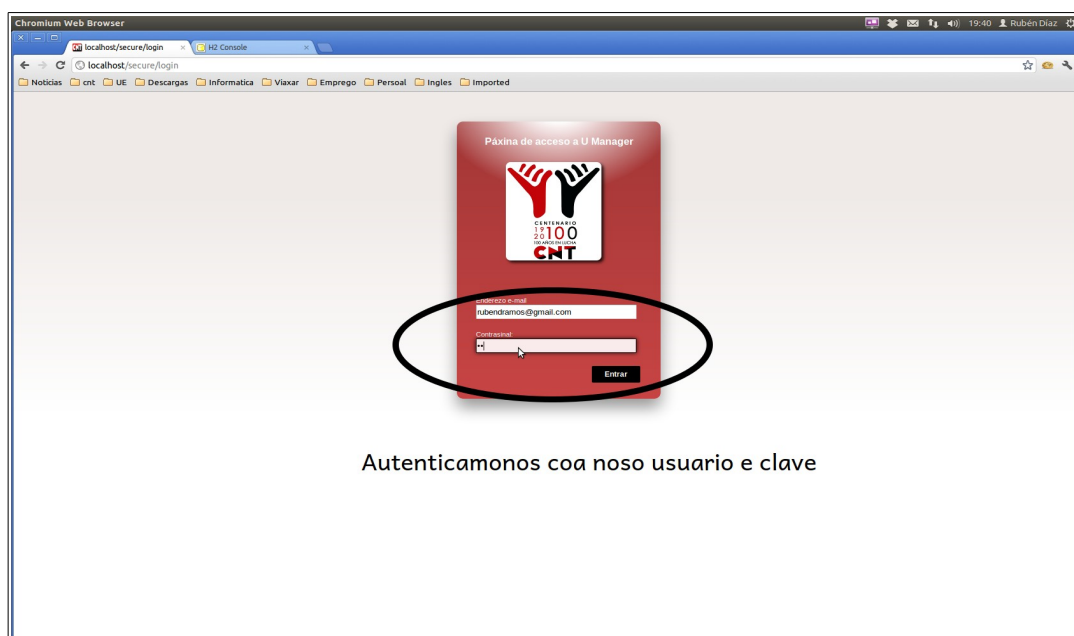 Chromium Web Browser
19:40 Rubén Díaz
localhost/secure/login × H2 Console ×
localhost/secure/login
Noticias cnt UE Descargas Informatica Viaxar Emprego Persoal Ingles Imported
Páxina de acceso a U Manager
CENTENARIO
19 100
20
100 AÑOS EN LUCHA
CNT
Enderezo e-mail
rubendramos@gmail.com
Contrasinal:
••
Entrar
Autenticamonos coa noso usuario e clave